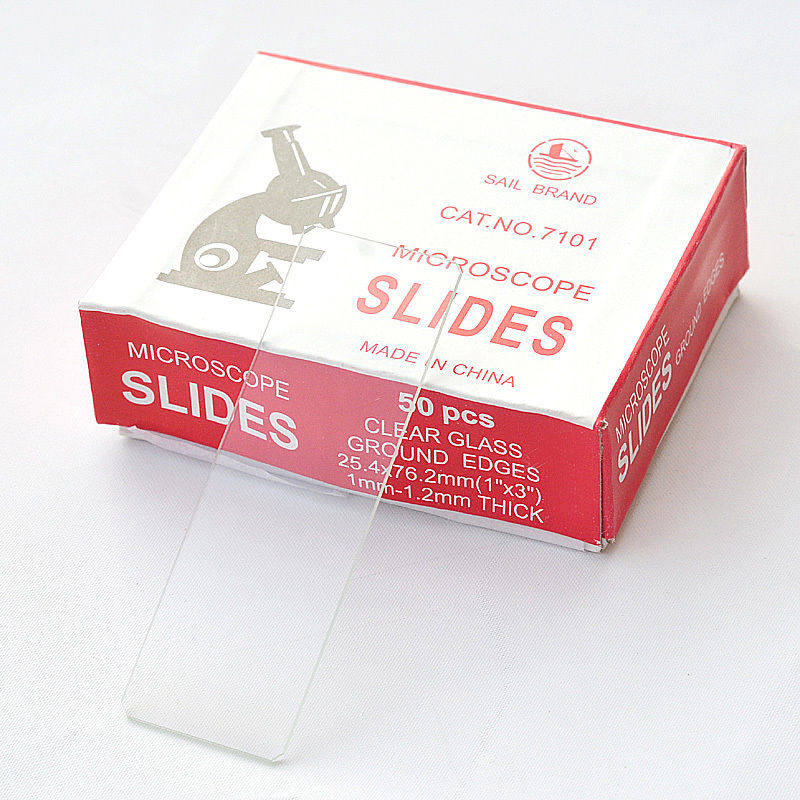 SAIL BRAND
CAT.NO.7101
MICROSCOPE
SLIDES
MADE IN CHINA
MICROSCOPE
SLIDES
50 pcs
CLEAR GLASS
GROUND EDGES
25.4x76.2mm(1"x3")
1mm-1.2mm THICK
MICROSCOPE
SLIDES GROUND EDGES